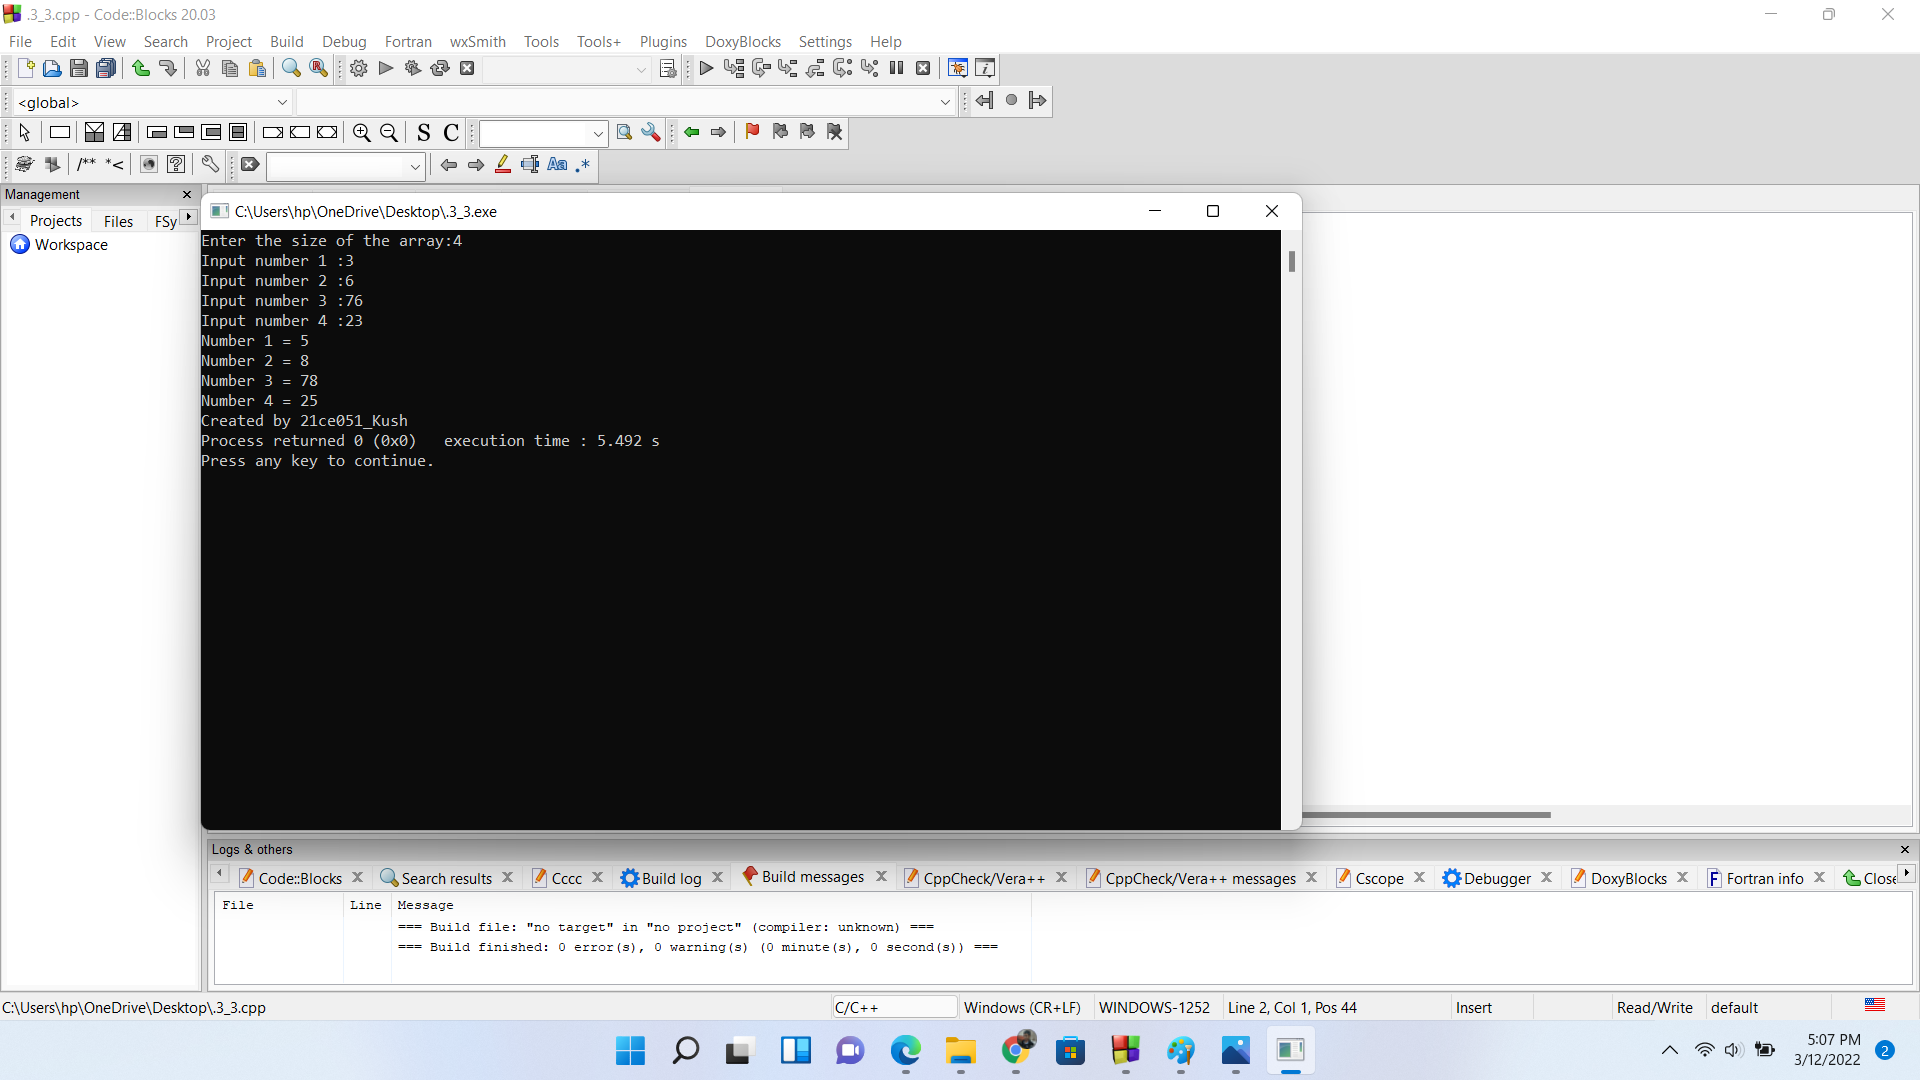 .3_3.cpp - Code::Blocks 20.03
File Edit View Search Project Build Debug Fortran wxSmith Tools Tools+ Plugins DoxyBlocks Settings Help
<global>
S C
/** *<
Aa .*
Management
Projects Files FSy
Workspace
C:\Users\hp\OneDrive\Desktop\.3_3.exe
Enter the size of the array:4
Input number 1 :3
Input number 2 :6
Input number 3 :76
Input number 4 :23
Number 1 = 5
Number 2 = 8
Number 3 = 78
Number 4 = 25
Created by 21ce051_Kush
Process returned 0 (0x0)   execution time : 5.492 s
Press any key to continue.
Logs & others
Code::Blocks Search results Cccc Build log Build messages CppCheck/Vera++ CppCheck/Vera++ messages Cscope Debugger DoxyBlocks Fortran info Close
File Line Message
=== Build file: "no target" in "no project" (compiler: unknown) ===
=== Build finished: 0 error(s), 0 warning(s) (0 minute(s), 0 second(s)) ===
C:\Users\hp\OneDrive\Desktop\.3_3.cpp C/C++ Windows (CR+LF) WINDOWS-1252 Line 2, Col 1, Pos 44 Insert Read/Write default
5:07 PM
3/12/2022 2